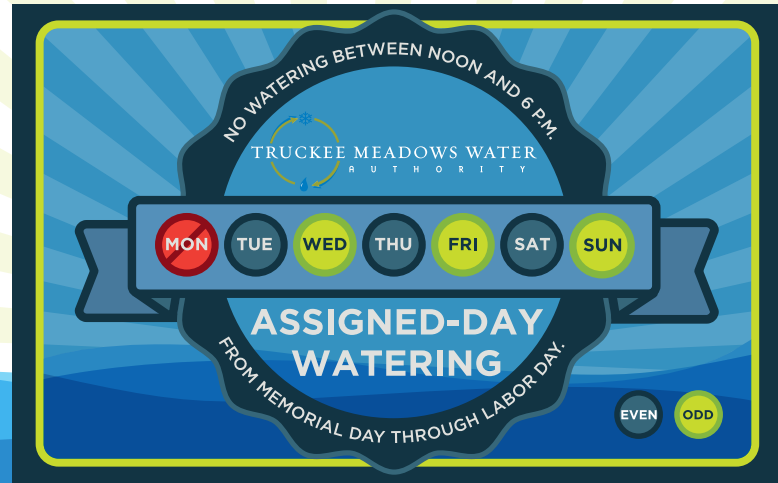 NO WATERING BETWEEN NOON AND 6 P.M.
TRUCKEE MEADOWS WATER
AUTHORITY
MON TUE WED THU FRI SAT SUN
ASSIGNED-DAY
WATERING
FROM MEMORIAL DAY THROUGH LABOR DAY.
EVEN ODD